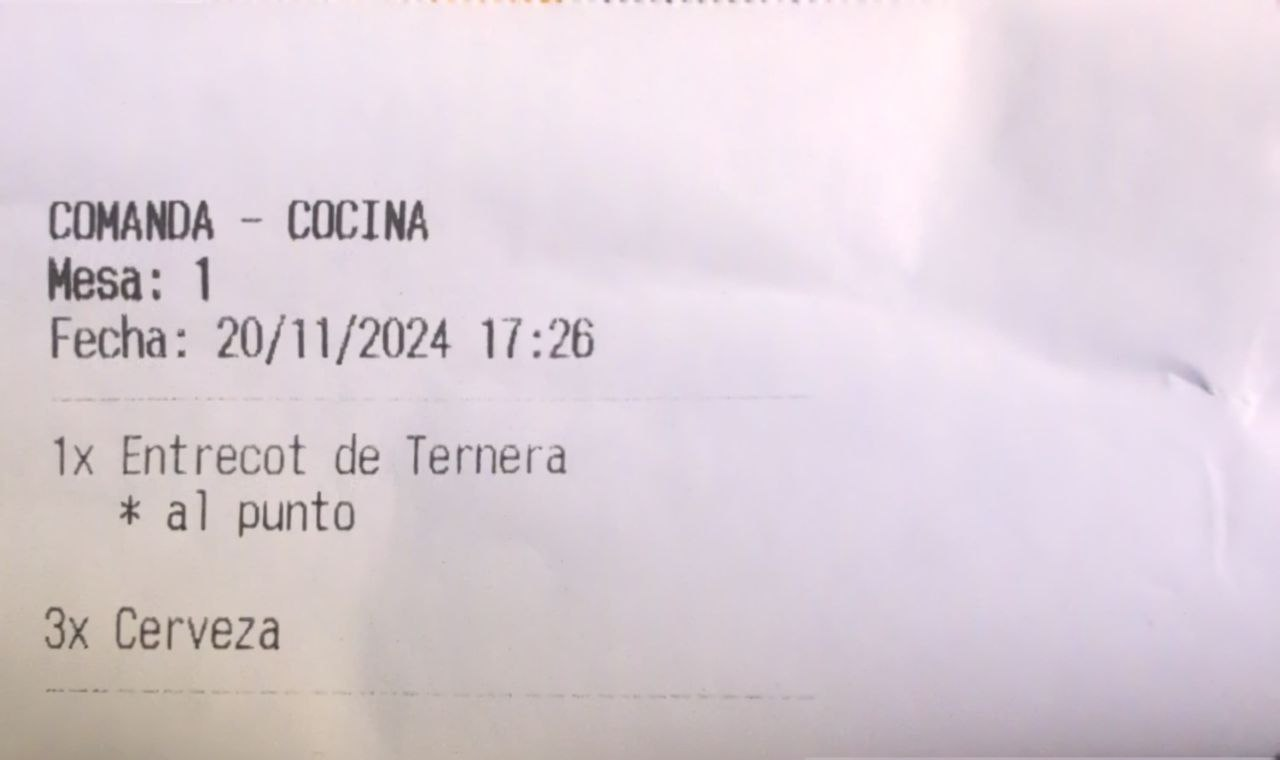 COMANDA - COCINA
Mesa: 1
Fecha: 20/11/2024 17:26
1x Entrecot de Ternera
* al punto
3x Cerveza